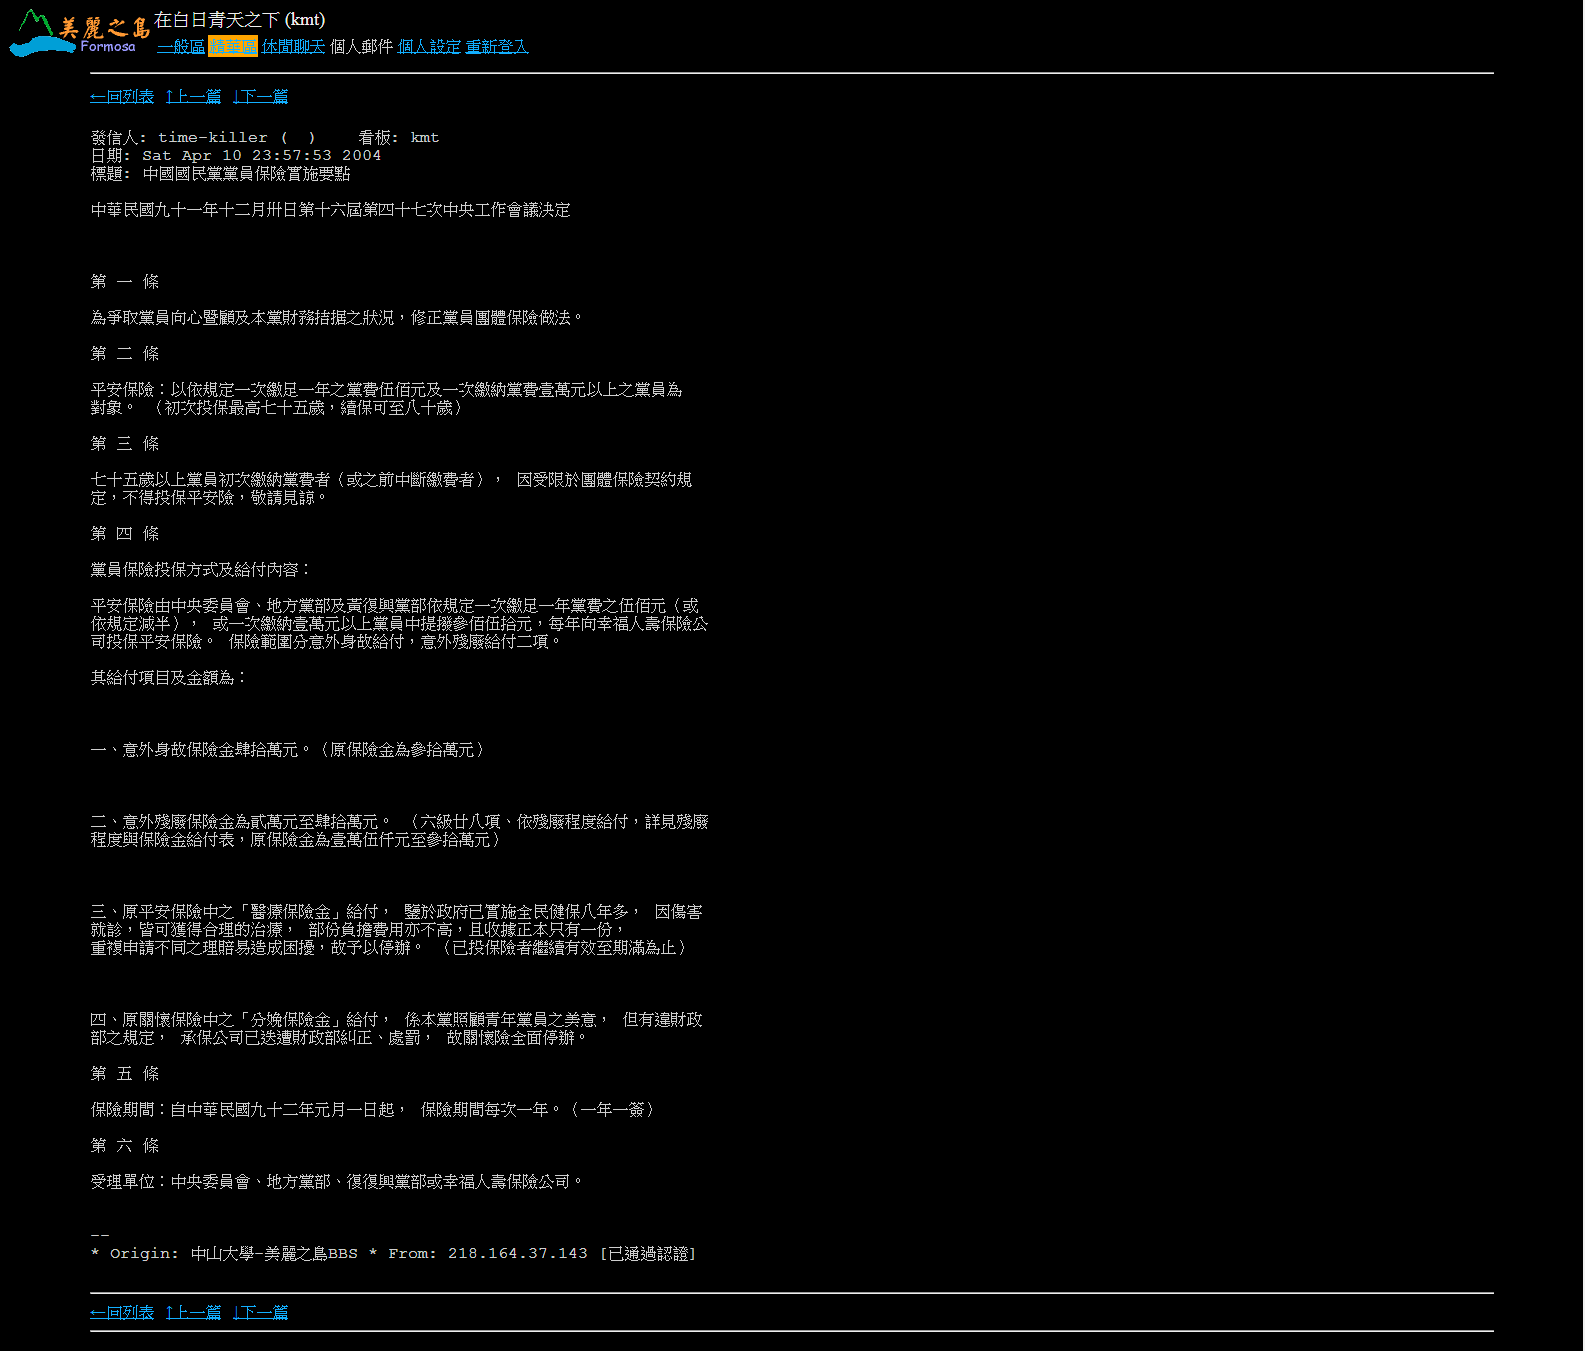 美麗之島 在白日青天之下 (kmt)
Formosa 一般區 精華區 休閒聊天 個人郵件 個人設定 重新登入
←回列表 ↑上一篇 ↓下一篇
發信人: time-killer (  )    看板: kmt
日期: Sat Apr 10 23:57:53 2004
標題: 中國國民黨黨員保險實施要點
中華民國九十一年十二月卅日第十六屆第四十七次中央工作會議決定
第 一 條
為爭取黨員向心暨顧及本黨財務拮据之狀況，修正黨員團體保險做法。
第 二 條
平安保險：以依規定一次繳足一年之黨費伍佰元及一次繳納黨費壹萬元以上之黨員為
對象。 （初次投保最高七十五歲，續保可至八十歲）
第 三 條
七十五歲以上黨員初次繳納黨費者（或之前中斷繳費者）， 因受限於團體保險契約規
定，不得投保平安險，敬請見諒。
第 四 條
黨員保險投保方式及給付內容：
平安保險由中央委員會、地方黨部及黃復興黨部依規定一次繳足一年黨費之伍佰元（或
依規定減半）， 或一次繳納壹萬元以上黨員中提撥參佰伍拾元，每年向幸福人壽保險公
司投保平安保險。 保險範圍分意外身故給付，意外殘廢給付二項。
其給付項目及金額為：
一、意外身故保險金肆拾萬元。（原保險金為參拾萬元）
二、意外殘廢保險金為貳萬元至肆拾萬元。 （六級廿八項、依殘廢程度給付，詳見殘廢
程度與保險金給付表，原保險金為壹萬伍仟元至參拾萬元）
三、原平安保險中之「醫療保險金」給付， 鑒於政府已實施全民健保八年多， 因傷害
就診，皆可獲得合理的治療， 部份負擔費用亦不高，且收據正本只有一份，
重複申請不同之理賠易造成困擾，故予以停辦。 （已投保險者繼續有效至期滿為止）
四、原關懷保險中之「分娩保險金」給付， 係本黨照顧青年黨員之美意， 但有違財政
部之規定， 承保公司已迭遭財政部糾正、處罰， 故關懷險全面停辦。
第 五 條
保險期間：自中華民國九十二年元月一日起， 保險期間每次一年。（一年一簽）
第 六 條
受理單位：中央委員會、地方黨部、復復興黨部或幸福人壽保險公司。
--
* Origin: 中山大學-美麗之島BBS * From: 218.164.37.143 [已通過認證]
←回列表 ↑上一篇 ↓下一篇